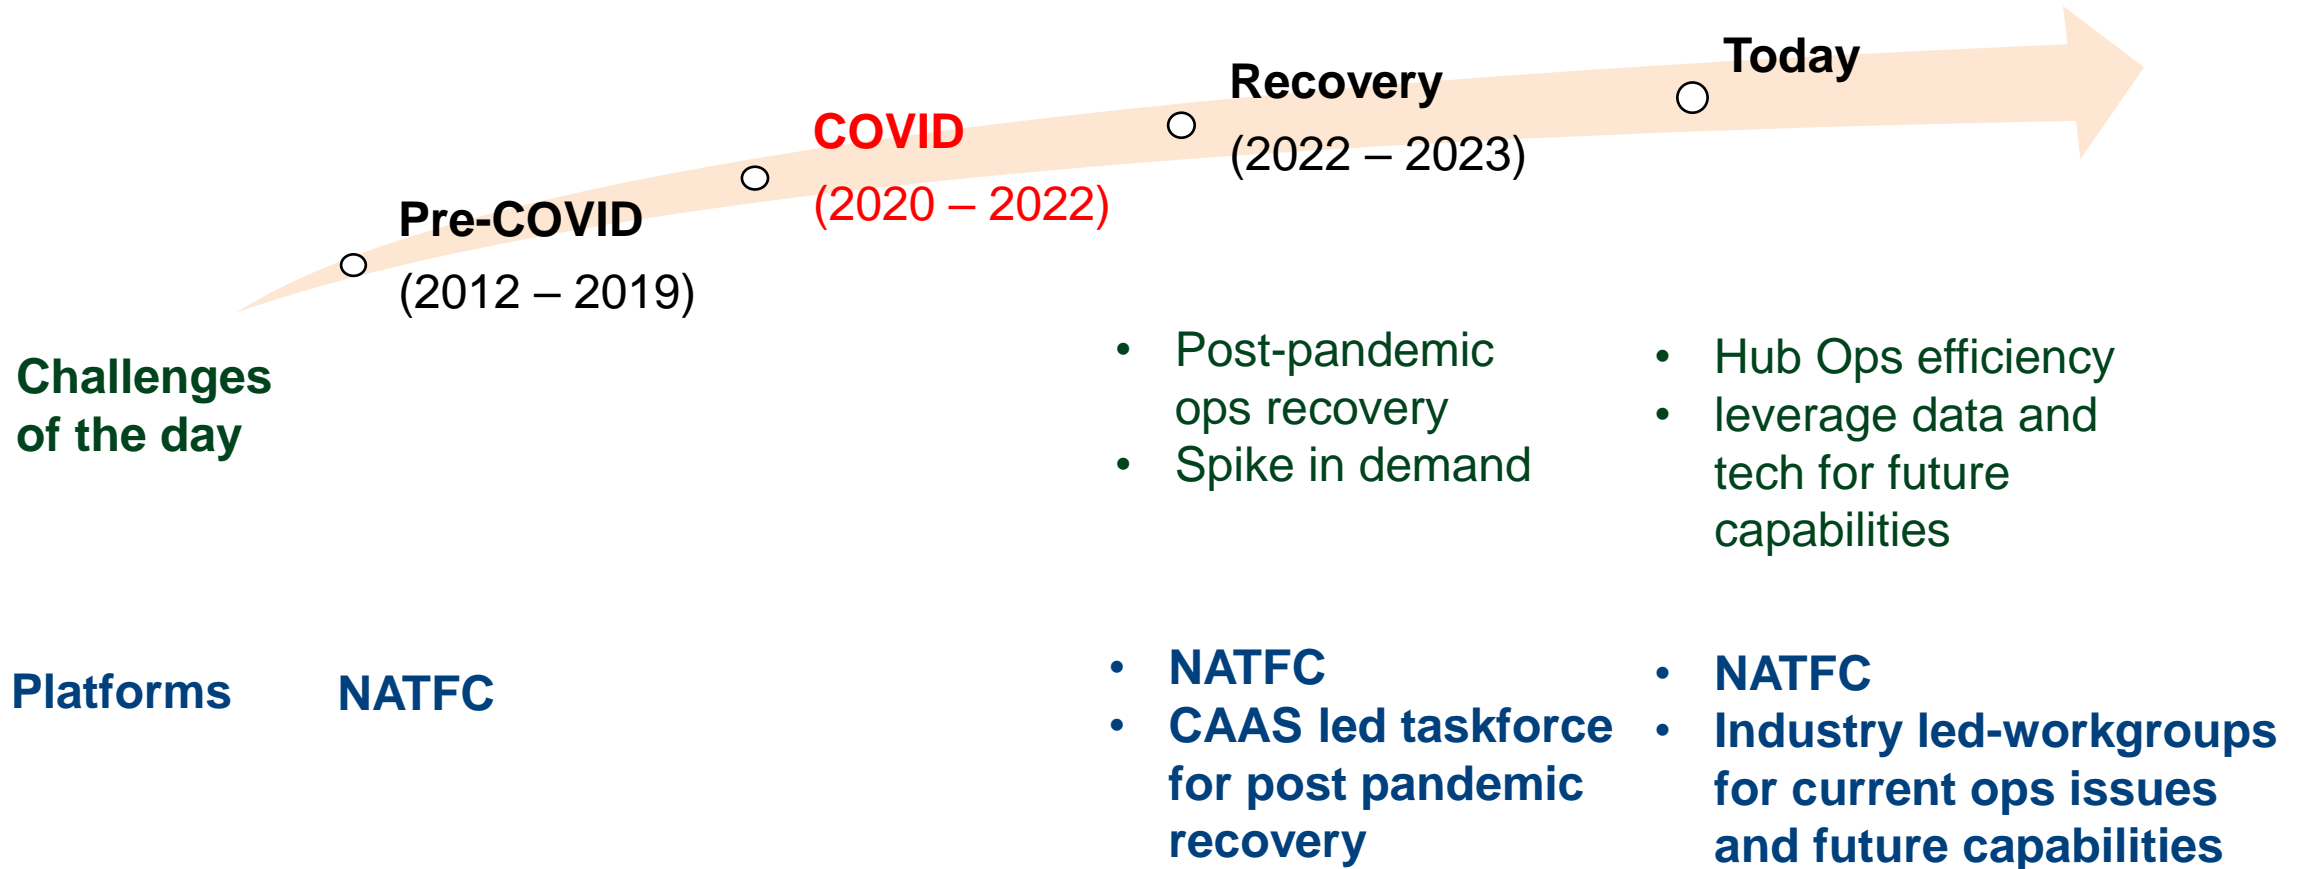 Today
Recovery
(2022 – 2023)
COVID
(2020 – 2022)
Pre-COVID
(2012 – 2019)
Challenges
of the day
• Post-pandemic
ops recovery
• Spike in demand
• Hub Ops efficiency
• leverage data and
tech for future
capabilities
Platforms
NATFC
• NATFC
• CAAS led taskforce
for post pandemic
recovery
• NATFC
• Industry led-workgroups
for current ops issues
and future capabilities